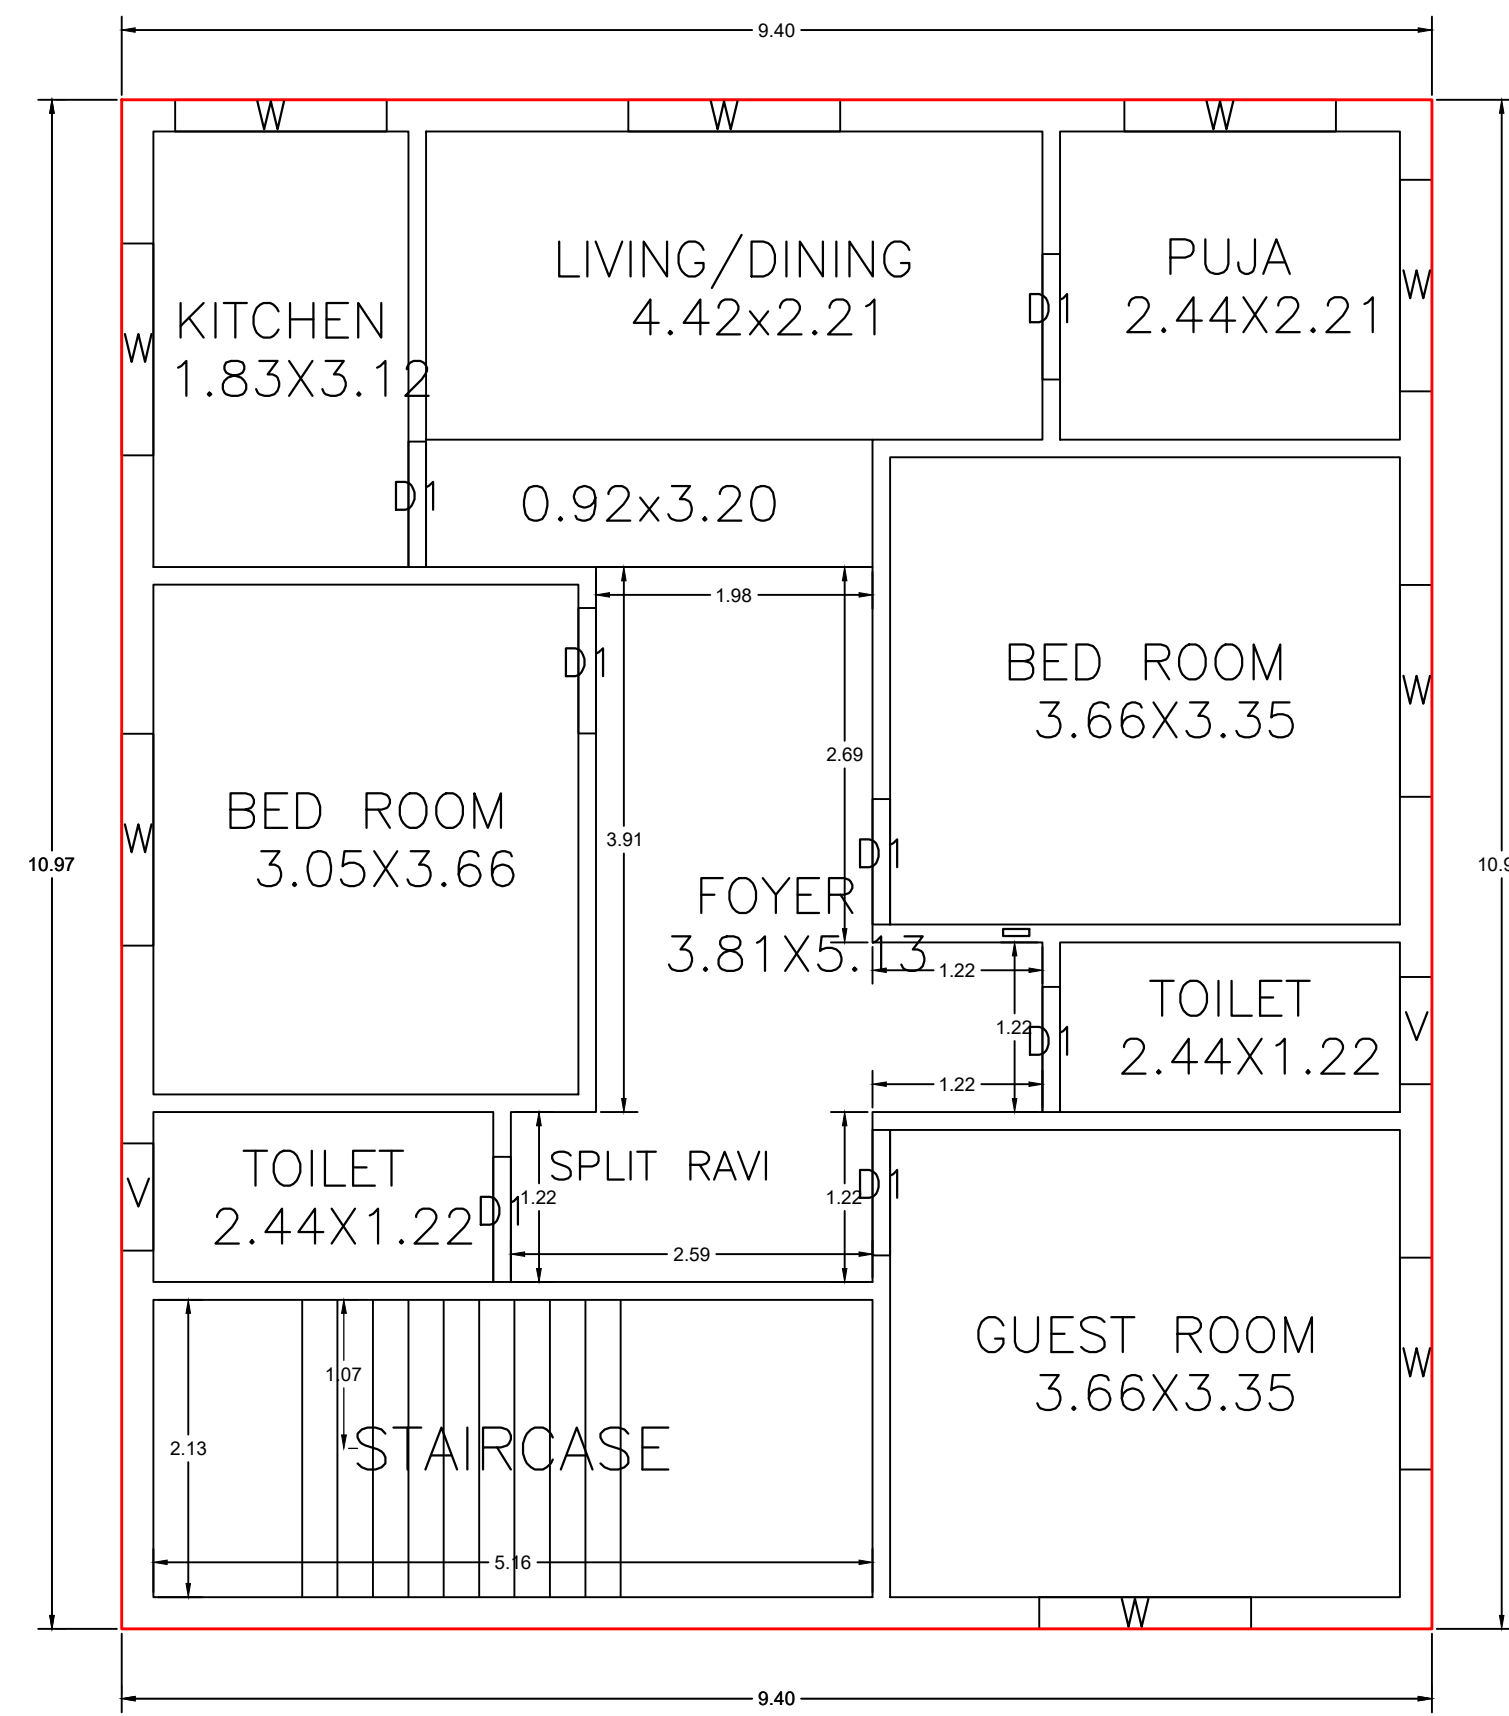 9.40
W
W
W
LIVING/DINING
4.42x2.21
PUJA
2.44X2.21
W
D1
KITCHEN
1.83X3.12
W
D1
0.92x3.20
1.98
D1
BED ROOM
3.66X3.35
W
2.69
BED ROOM
3.05X3.66
W
3.91
D1
10.97
10.9
FOYER
3.81X5.13
1.22
TOILET
2.44X1.22
V
1.22
D1
1.22
TOILET
2.44X1.22
V
D1
1.22
SPLIT RAVI
1.22
D1
2.59
GUEST ROOM
3.66X3.35
W
1.07
STAIRCASE
2.13
5.16
W
9.40